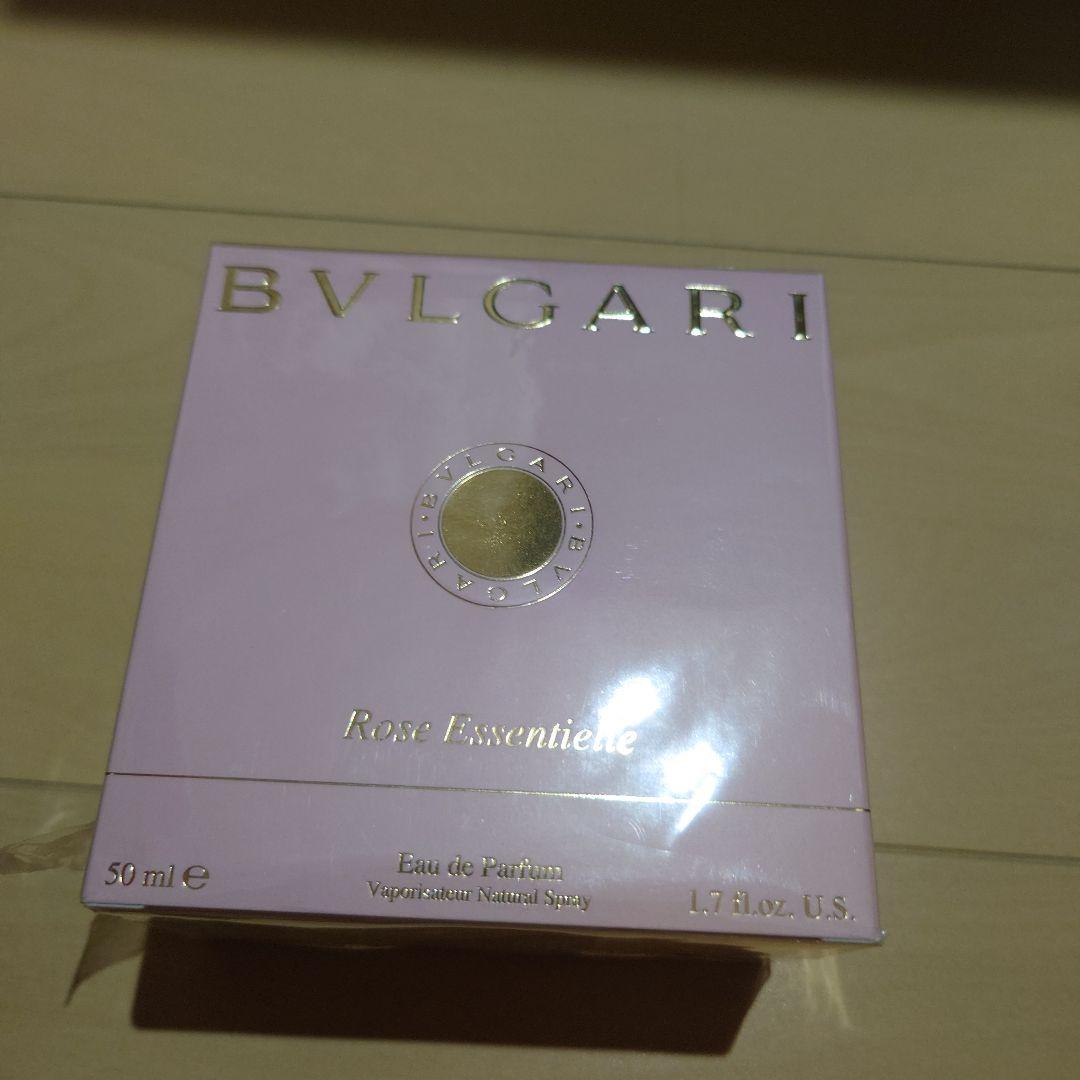 BVLGARI
BVLGARI · BVLGARI ·
Rose Essentielle
50 ml ℮
Eau de Parfum
Vaporisateur Natural Spray
1.7 fl.oz. U.S.